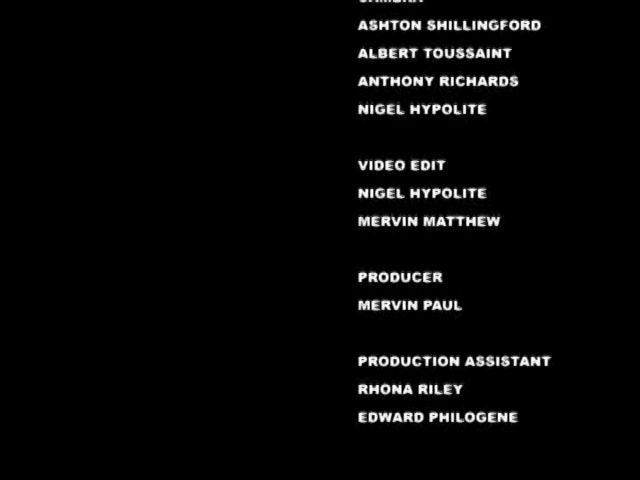 ASHTON SHILLINGFORD
ALBERT TOUSSAINT
ANTHONY RICHARDS
NIGEL HYPOLITE
VIDEO EDIT
NIGEL HYPOLITE
MERVIN MATTHEW
PRODUCER
MERVIN PAUL
PRODUCTION ASSISTANT
RHONA RILEY
EDWARD PHILOGENE